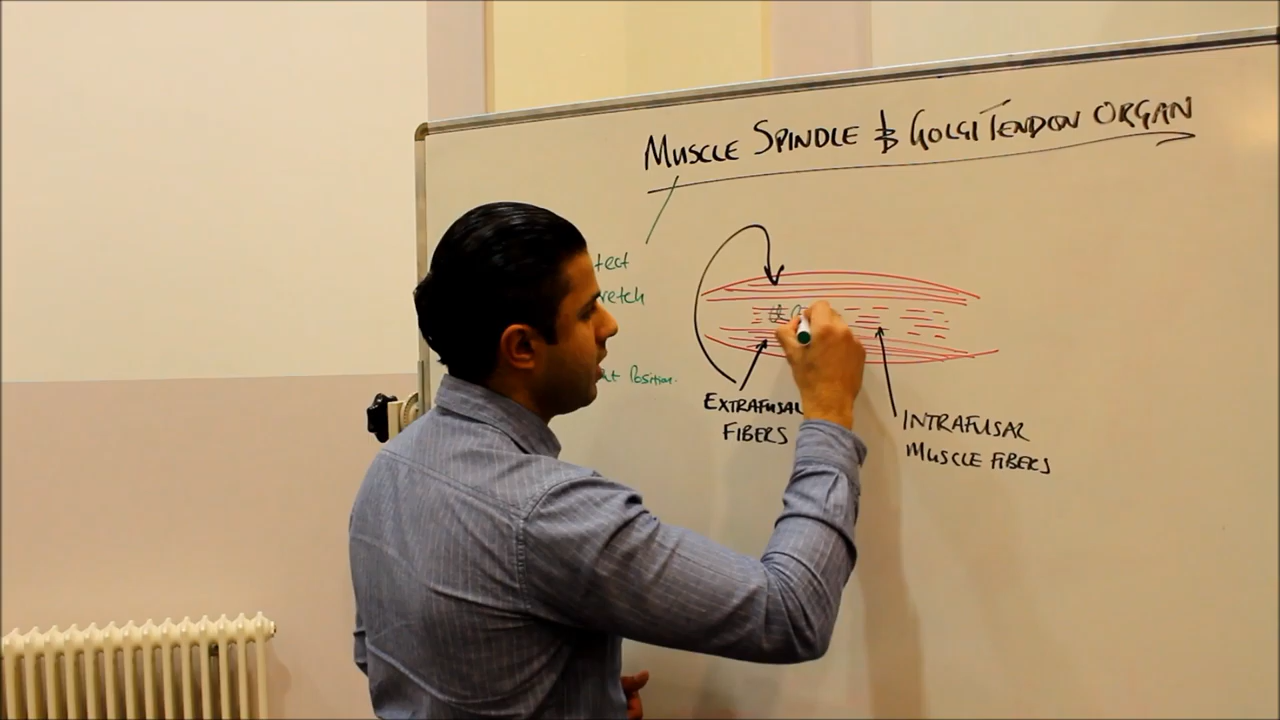 MUSCLE SPINDLE & GOLGI TENDON ORGAN
tect
retch
Position.
EXTRAFUSAL
FIBERS
INTRAFUSAL
MUSCLE FIBERS